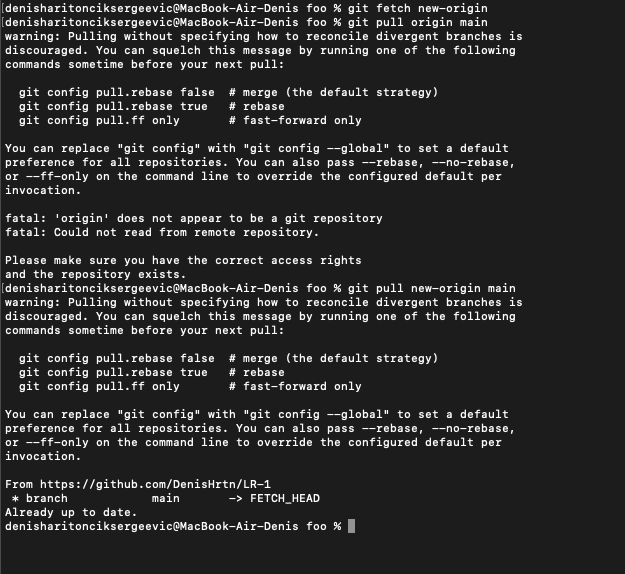 [denisharitonciksergeevic@MacBook-Air-Denis foo % git fetch new-origin
[denisharitonciksergeevic@MacBook-Air-Denis foo % git pull origin main
warning: Pulling without specifying how to reconcile divergent branches is
discouraged. You can squelch this message by running one of the following
commands sometime before your next pull:
  git config pull.rebase false  # merge (the default strategy)
  git config pull.rebase true   # rebase
  git config pull.ff only       # fast-forward only
You can replace "git config" with "git config --global" to set a default
preference for all repositories. You can also pass --rebase, --no-rebase,
or --ff-only on the command line to override the configured default per
invocation.
fatal: 'origin' does not appear to be a git repository
fatal: Could not read from remote repository.
Please make sure you have the correct access rights
and the repository exists.
[denisharitonciksergeevic@MacBook-Air-Denis foo % git pull new-origin main
warning: Pulling without specifying how to reconcile divergent branches is
discouraged. You can squelch this message by running one of the following
commands sometime before your next pull:
  git config pull.rebase false  # merge (the default strategy)
  git config pull.rebase true   # rebase
  git config pull.ff only       # fast-forward only
You can replace "git config" with "git config --global" to set a default
preference for all repositories. You can also pass --rebase, --no-rebase,
or --ff-only on the command line to override the configured default per
invocation.
From https://github.com/DenisHrtn/LR-1
 * branch            main       -> FETCH_HEAD
Already up to date.
denisharitonciksergeevic@MacBook-Air-Denis foo %